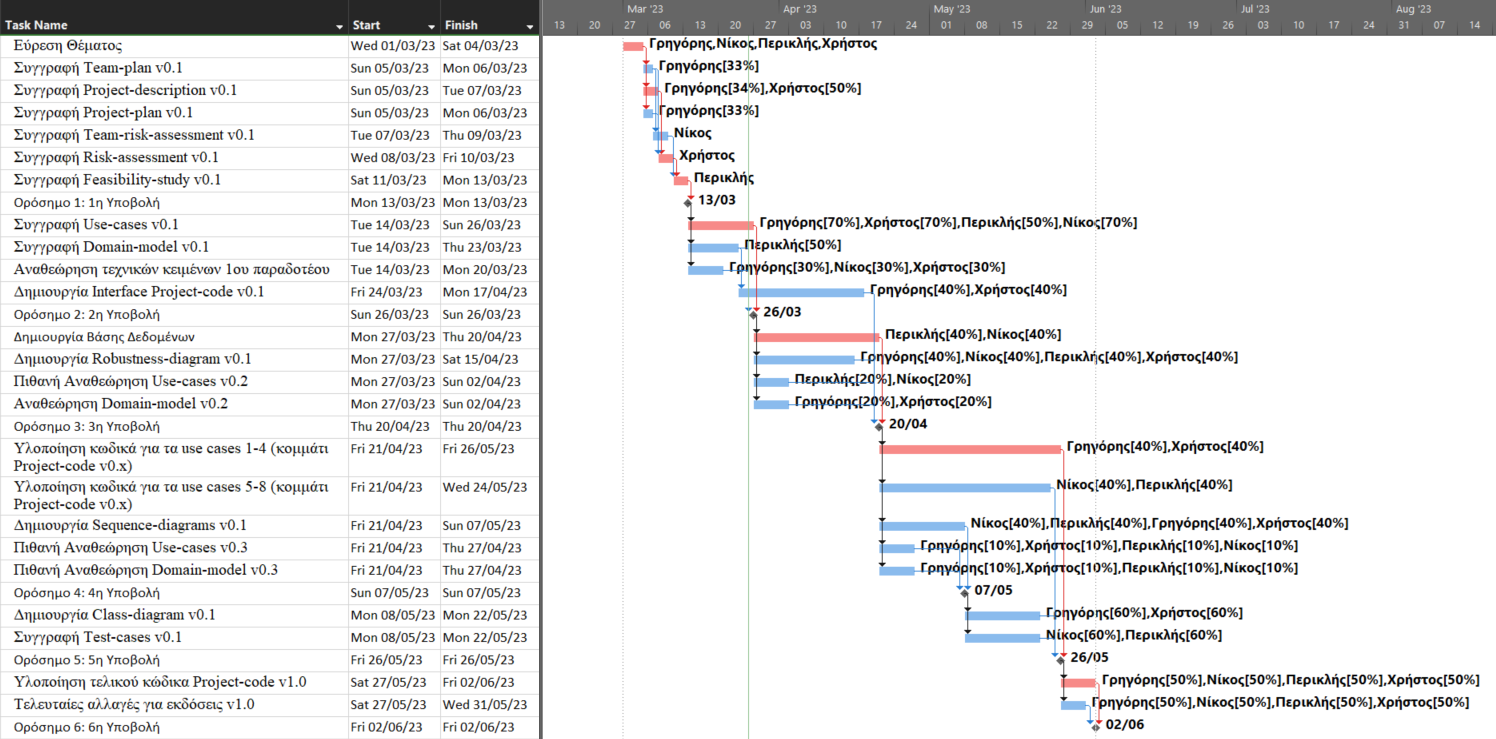 Task Name Start Finish
Mar '23 Apr '23 May '23 Jun '23 Jul '23 Aug '23
13 20 27 06 13 20 27 03 10 17 24 01 08 15 22 29 05 12 19 26 03 10 17 24 31 07 14
Εύρεση Θέματος Wed 01/03/23 Sat 04/03/23 Γρηγόρης,Νίκος,Περικλής,Χρήστος
Συγγραφή Team-plan v0.1 Sun 05/03/23 Mon 06/03/23 Γρηγόρης[33%]
Συγγραφή Project-description v0.1 Sun 05/03/23 Tue 07/03/23 Γρηγόρης[34%],Χρήστος[50%]
Συγγραφή Project-plan v0.1 Sun 05/03/23 Mon 06/03/23 Γρηγόρης[33%]
Συγγραφή Team-risk-assessment v0.1 Tue 07/03/23 Thu 09/03/23 Νίκος
Συγγραφή Risk-assessment v0.1 Wed 08/03/23 Fri 10/03/23 Χρήστος
Συγγραφή Feasibility-study v0.1 Sat 11/03/23 Mon 13/03/23 Περικλής
Ορόσημο 1: 1η Υποβολή Mon 13/03/23 Mon 13/03/23 13/03
Συγγραφή Use-cases v0.1 Tue 14/03/23 Sun 26/03/23 Γρηγόρης[70%],Χρήστος[70%],Περικλής[50%],Νίκος[70%]
Συγγραφή Domain-model v0.1 Tue 14/03/23 Thu 23/03/23 Περικλής[50%]
Αναθεώρηση τεχνικών κειμένων 1ου παραδοτέου Tue 14/03/23 Mon 20/03/23 Γρηγόρης[30%],Νίκος[30%],Χρήστος[30%]
Δημιουργία Interface Project-code v0.1 Fri 24/03/23 Mon 17/04/23 Γρηγόρης[40%],Χρήστος[40%]
Ορόσημο 2: 2η Υποβολή Sun 26/03/23 Sun 26/03/23 26/03
Δημιουργία Βάσης Δεδομένων Mon 27/03/23 Thu 20/04/23 Περικλής[40%],Νίκος[40%]
Δημιουργία Robustness-diagram v0.1 Mon 27/03/23 Sat 15/04/23 Γρηγόρης[40%],Νίκος[40%],Περικλής[40%],Χρήστος[40%]
Πιθανή Αναθεώρηση Use-cases v0.2 Mon 27/03/23 Sun 02/04/23 Περικλής[20%],Νίκος[20%]
Αναθεώρηση Domain-model v0.2 Mon 27/03/23 Sun 02/04/23 Γρηγόρης[20%],Χρήστος[20%]
Ορόσημο 3: 3η Υποβολή Thu 20/04/23 Thu 20/04/23 20/04
Υλοποίηση κωδικά για τα use cases 1-4 (κομμάτι Fri 21/04/23 Fri 26/05/23 Γρηγόρης[40%],Χρήστος[40%]
Project-code v0.x)
Υλοποίηση κωδικά για τα use cases 5-8 (κομμάτι Fri 21/04/23 Wed 24/05/23 Νίκος[40%],Περικλής[40%]
Project-code v0.x)
Δημιουργία Sequence-diagrams v0.1 Fri 21/04/23 Sun 07/05/23 Νίκος[40%],Περικλής[40%],Γρηγόρης[40%],Χρήστος[40%]
Πιθανή Αναθεώρηση Use-cases v0.3 Fri 21/04/23 Thu 27/04/23 Γρηγόρης[10%],Χρήστος[10%],Περικλής[10%],Νίκος[10%]
Πιθανή Αναθεώρηση Domain-model v0.3 Fri 21/04/23 Thu 27/04/23 Γρηγόρης[10%],Χρήστος[10%],Περικλής[10%],Νίκος[10%]
Ορόσημο 4: 4η Υποβολή Sun 07/05/23 Sun 07/05/23 07/05
Δημιουργία Class-diagram v0.1 Mon 08/05/23 Mon 22/05/23 Γρηγόρης[60%],Χρήστος[60%]
Συγγραφή Test-cases v0.1 Mon 08/05/23 Mon 22/05/23 Νίκος[60%],Περικλής[60%]
Ορόσημο 5: 5η Υποβολή Fri 26/05/23 Fri 26/05/23 26/05
Υλοποίηση τελικού κώδικα Project-code v1.0 Sat 27/05/23 Fri 02/06/23 Γρηγόρης[50%],Νίκος[50%],Περικλής[50%],Χρήστος[50%]
Τελευταίες αλλαγές για εκδόσεις v1.0 Sat 27/05/23 Wed 31/05/23 Γρηγόρης[50%],Νίκος[50%],Περικλής[50%],Χρήστος[50%]
Ορόσημο 6: 6η Υποβολή Fri 02/06/23 Fri 02/06/23 02/06